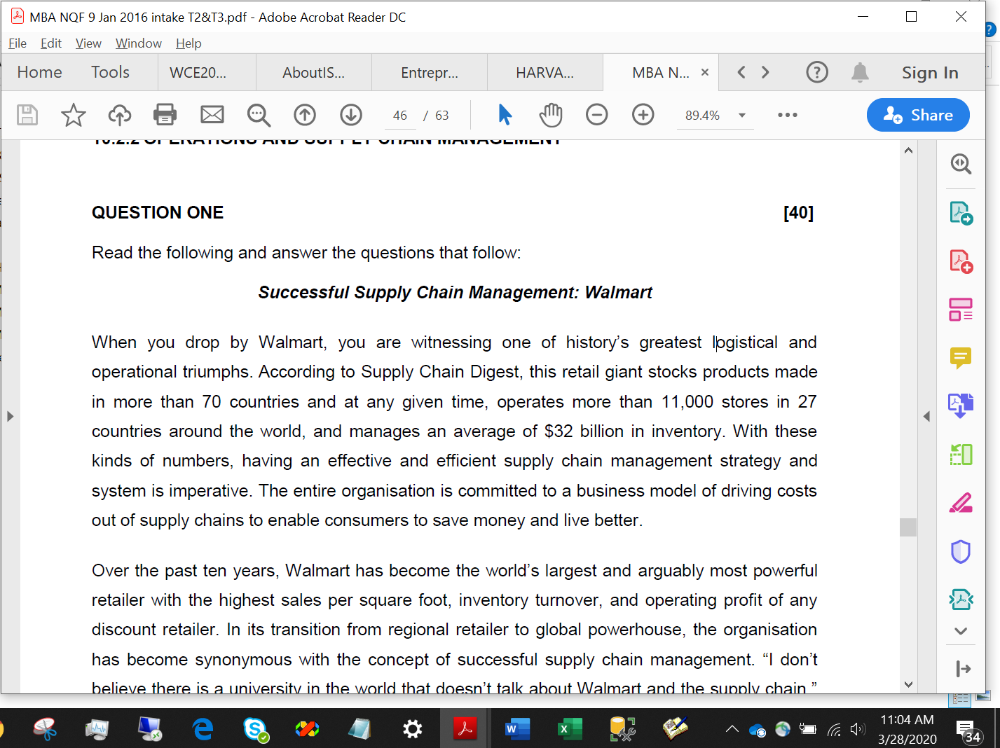 MBA NQF 9 Jan 2016 intake T2&T3.pdf - Adobe Acrobat Reader DC
File Edit View Window Help
Home Tools WCE20... AboutIS... Entrepr... HARVA... MBA N... × ? Sign In
46 / 63 89.4% Share
10.2.2 OPERATIONS AND SUPPLY CHAIN MANAGEMENT
QUESTION ONE [40]
Read the following and answer the questions that follow:
Successful Supply Chain Management: Walmart
When you drop by Walmart, you are witnessing one of history’s greatest logistical and
operational triumphs. According to Supply Chain Digest, this retail giant stocks products made
in more than 70 countries and at any given time, operates more than 11,000 stores in 27
countries around the world, and manages an average of $32 billion in inventory. With these
kinds of numbers, having an effective and efficient supply chain management strategy and
system is imperative. The entire organisation is committed to a business model of driving costs
out of supply chains to enable consumers to save money and live better.
Over the past ten years, Walmart has become the world’s largest and arguably most powerful
retailer with the highest sales per square foot, inventory turnover, and operating profit of any
discount retailer. In its transition from regional retailer to global powerhouse, the organisation
has become synonymous with the concept of successful supply chain management. “I don’t
believe there is a university in the world that doesn’t talk about Walmart and the supply chain,”
11:04 AM
3/28/2020
34